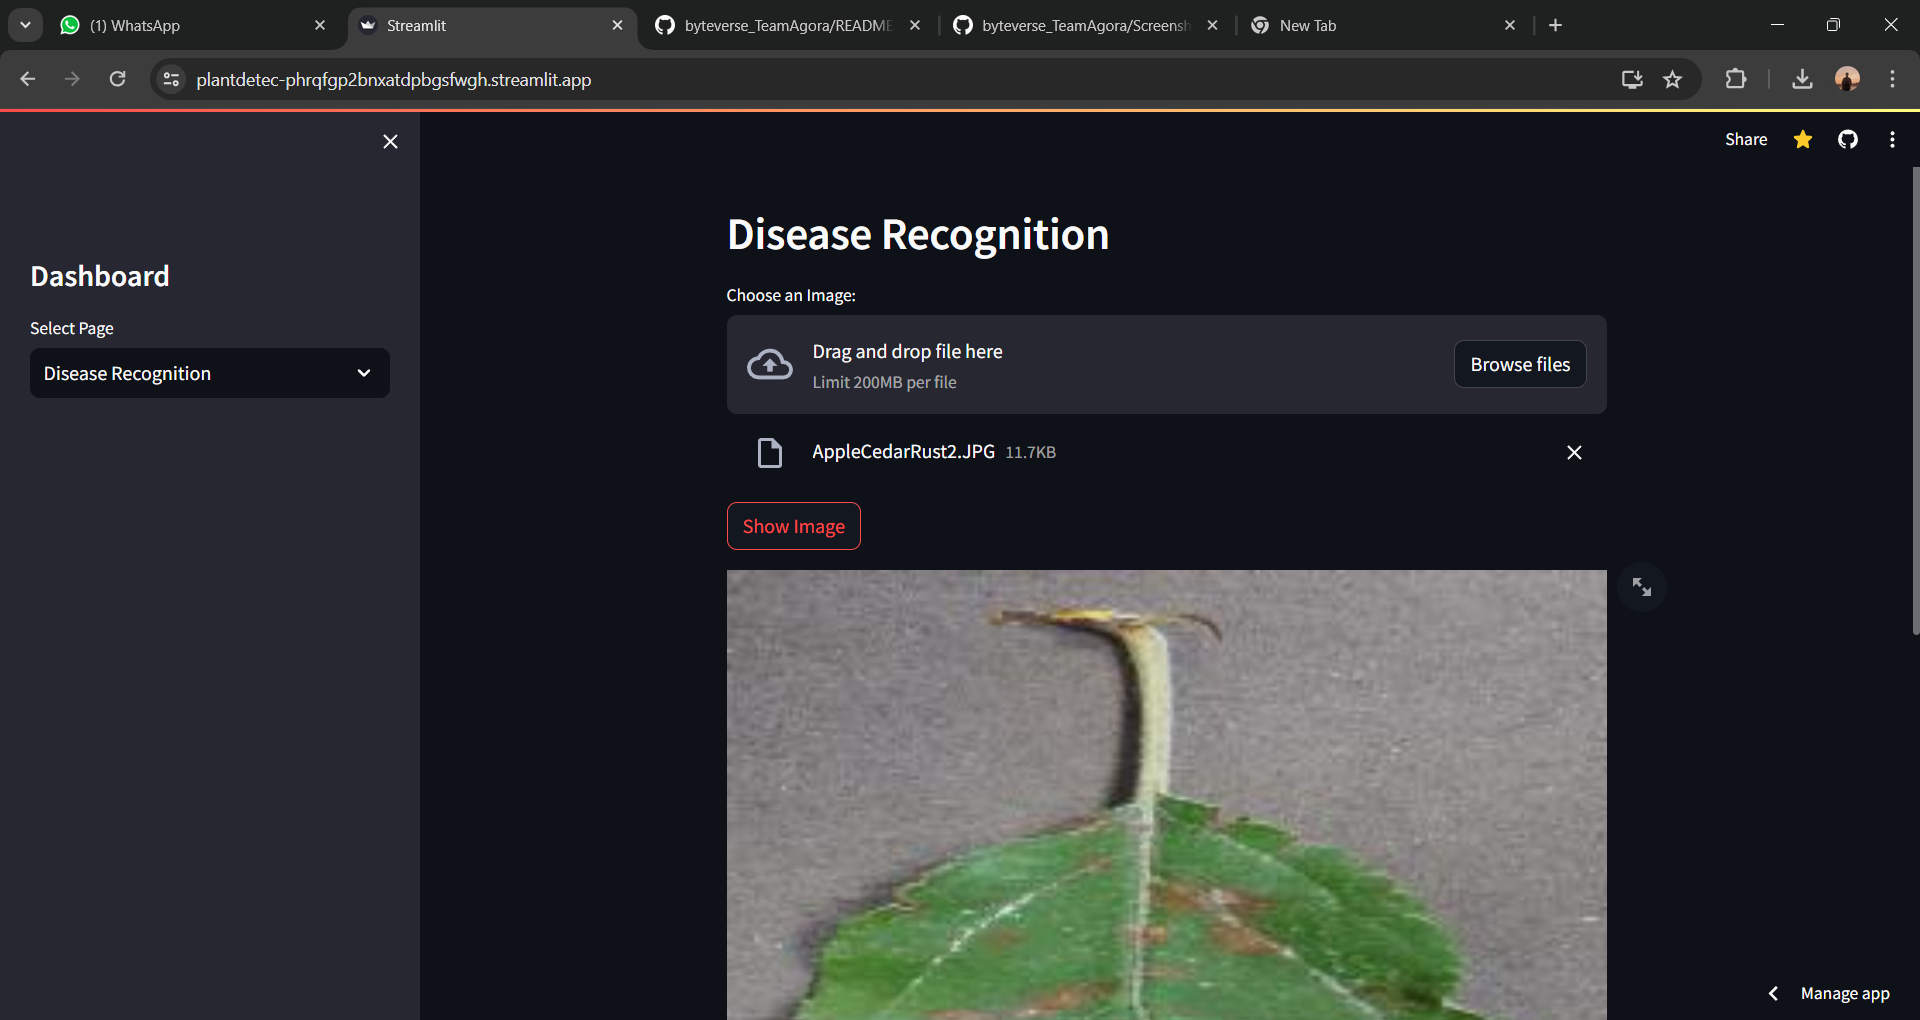 (1) WhatsApp
Streamlit
byteverse_TeamAgora/README
byteverse_TeamAgora/Screensh
New Tab
plantdetec-phrqfgp2bnxatdpbgsfwgh.streamlit.app
Share
Dashboard
Select Page
Disease Recognition
Disease Recognition
Choose an Image:
Drag and drop file here
Limit 200MB per file
Browse files
AppleCedarRust2.JPG 11.7KB
Show Image
Manage app